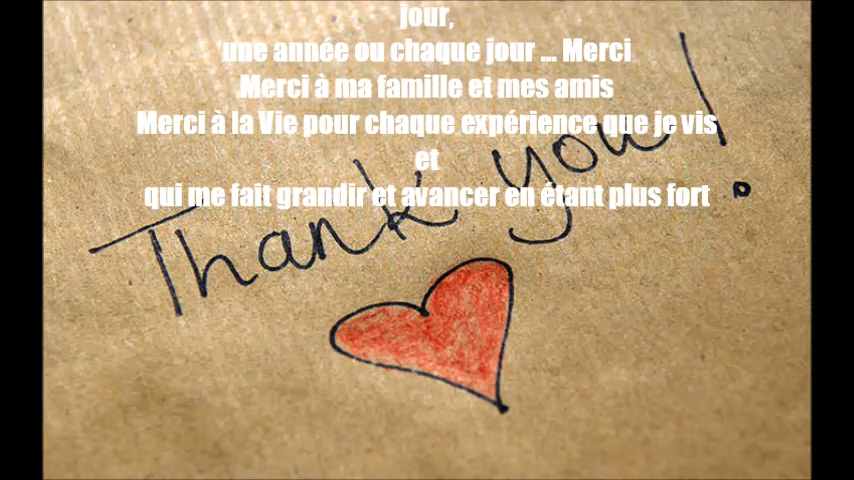 jour,
une année ou chaque jour ... Merci
Merci à ma famille et mes amis
Merci à la Vie pour chaque expérience que je vis
et
qui me fait grandir et avancer en étant plus fort
Thank you!